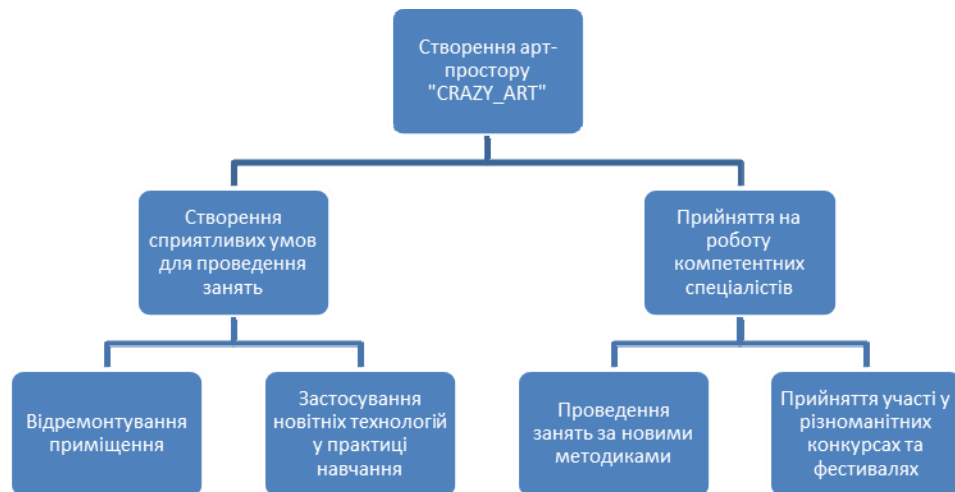 Створення арт-
простору
"CRAZY_ART"
Створення
сприятливих умов
для проведення
занять
Прийняття на
роботу
компетентних
спеціалістів
Відремонтування
приміщення
Застосування
новітніх технологій
у практиці
навчання
Проведення
занять за новими
методиками
Прийняття участі у
різноманітних
конкурсах та
фестивалях